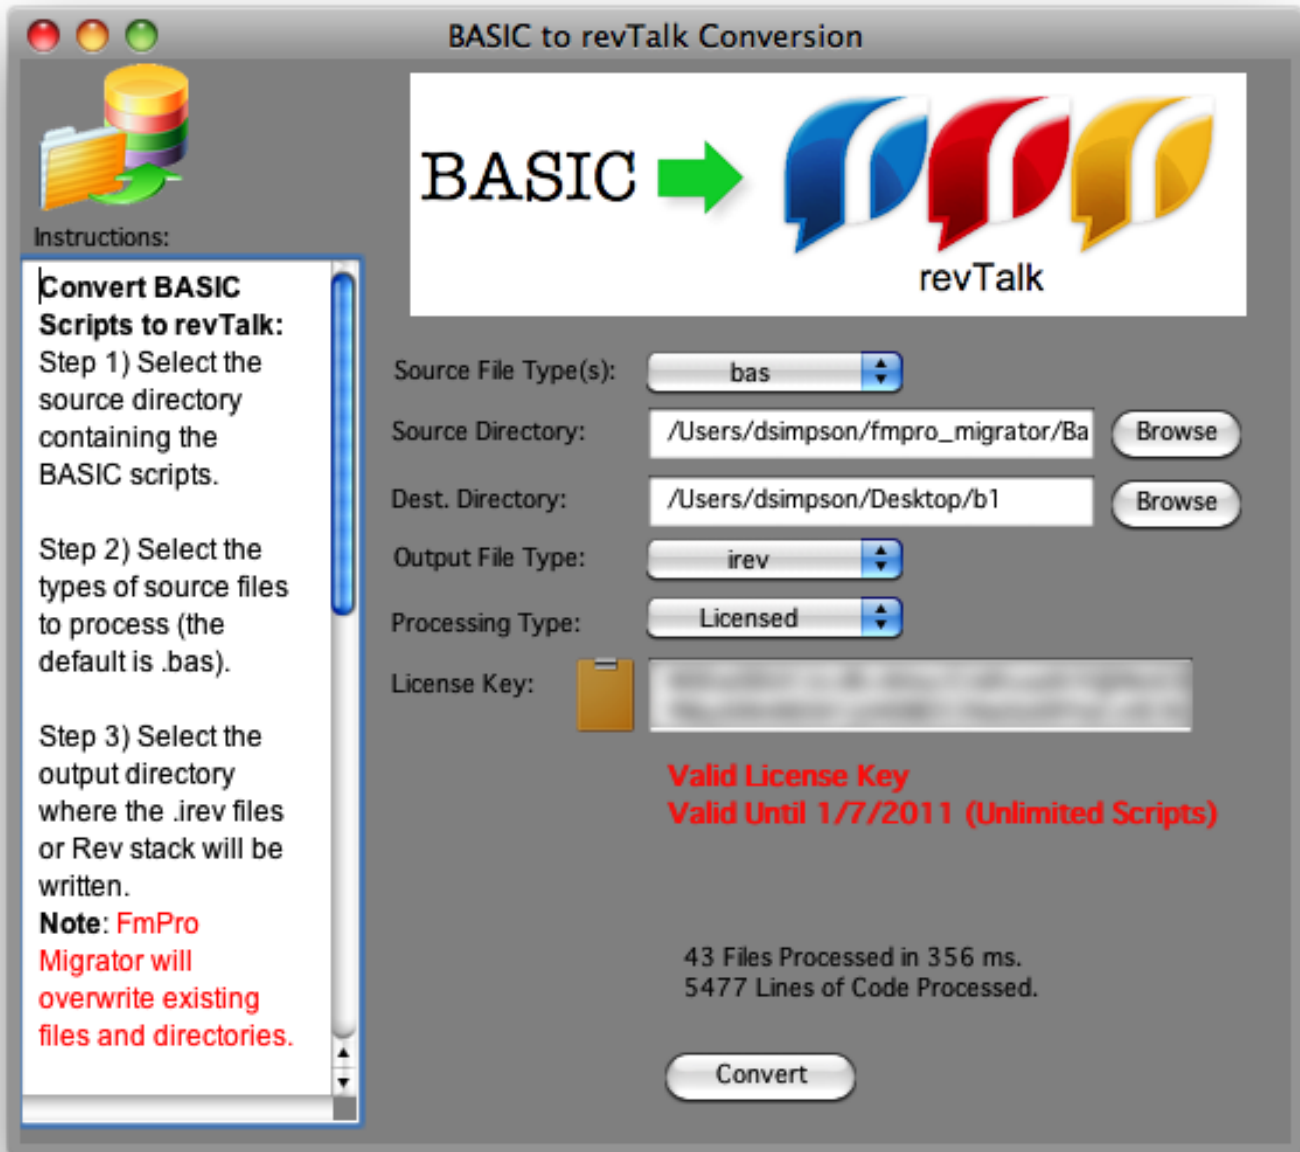 BASIC to revTalk Conversion
BASIC
revTalk
Instructions:
Convert BASIC
Scripts to revTalk:
Step 1) Select the
source directory
containing the
BASIC scripts.
Step 2) Select the
types of source files
to process (the
default is .bas).
Step 3) Select the
output directory
where the .irev files
or Rev stack will be
written.
Note: FmPro
Migrator will
overwrite existing
files and directories.
Source File Type(s): bas
Source Directory: /Users/dsimpson/fmpro_migrator/Ba Browse
Dest. Directory: /Users/dsimpson/Desktop/b1 Browse
Output File Type: irev
Processing Type: Licensed
License Key:
Valid License Key
Valid Until 1/7/2011 (Unlimited Scripts)
43 Files Processed in 356 ms.
5477 Lines of Code Processed.
Convert